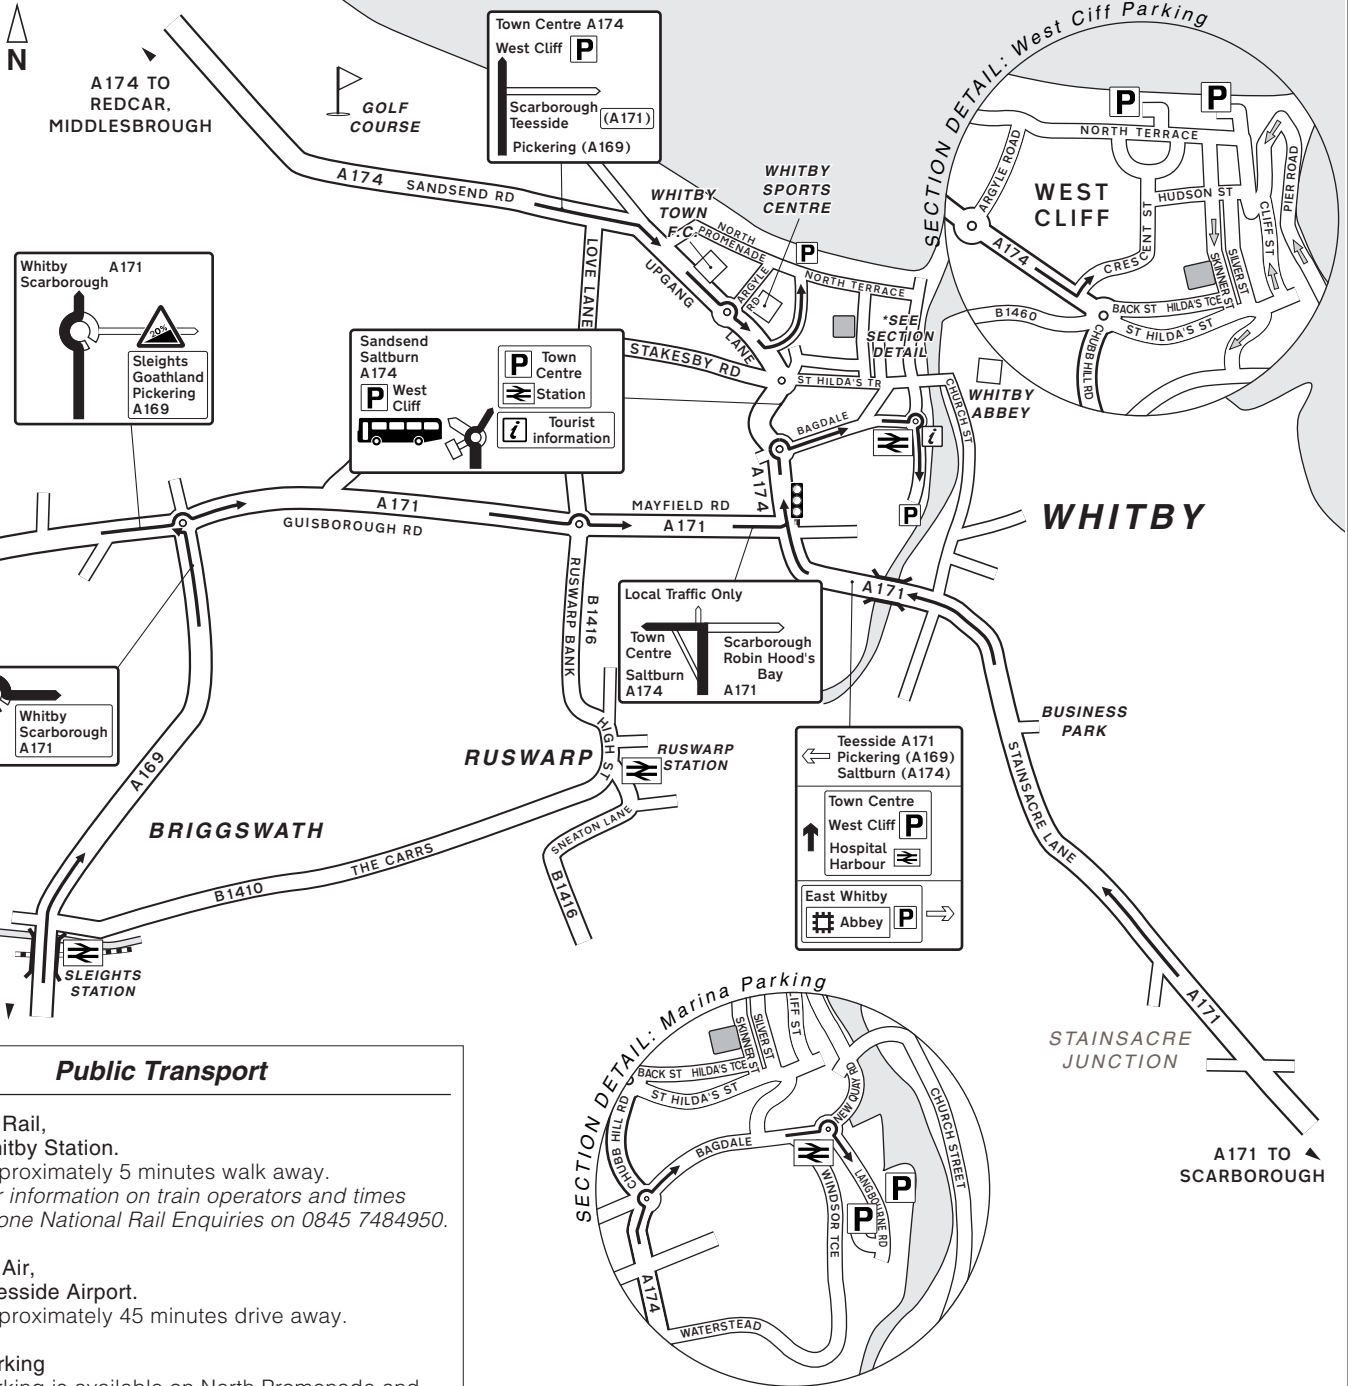 N
A174 TO
REDCAR,
MIDDLESBROUGH
GOLF
COURSE
Town Centre A174
West Cliff P
Scarborough
Teesside
(A171)
Pickering (A169)
A174 SANDSEND RD
WHITBY
TOWN
F.C.
WHITBY
SPORTS
CENTRE
NORTH
PROMENADE
ARGYLE
RD
NORTH TERRACE
P
UPGANG
LANE
LOVE LANE
STAKESBY RD
ST HILDA'S TR
*SEE
SECTION
DETAIL
WHITBY
ABBEY
CHURCH ST
BAGDALE
i
P
A174
SECTION DETAIL: West Ciff Parking
P
P
NORTH TERRACE
ARGYLE ROAD
WEST
CLIFF
HUDSON ST
PIER ROAD
CLIFF ST
CRESCENT ST
SKINNER ST
SILVER ST
A174
BACK ST HILDA'S TCE
ST HILDA'S ST
B1460
CHUBB HILL RD
Whitby A171
Scarborough
20%
Sleights
Goathland
Pickering
A169
Sandsend
Saltburn
A174
P West
Cliff
P Town
Centre
Station
i Tourist
information
A171
GUISBOROUGH RD
MAYFIELD RD
A171
WHITBY
A171
RUSWARP BANK
B1416
Local Traffic Only
Town
Centre
Saltburn
A174
Scarborough
Robin Hood's
Bay
A171
Whitby
Scarborough
A171
A169
BRIGGSWATH
RUSWARP
HIGH ST
RUSWARP
STATION
SNEATON LANE
B1416
THE CARRS
B1410
SLEIGHTS
STATION
BUSINESS
PARK
STAINSACRE LANE
Teesside A171
Pickering (A169)
Saltburn (A174)
Town Centre
West Cliff P
Hospital
Harbour
East Whitby
Abbey P
A171
STAINSACRE
JUNCTION
A171 TO
SCARBOROUGH
SECTION DETAIL: Marina Parking
SKINNER ST
SILVER ST
LIFF ST
BACK ST HILDA'S TCE
ST HILDA'S ST
CHUBB HILL RD
BAGDALE
NEW QUAY RD
CHURCH STREET
LANGBOURNE RD
WINDSOR TCE
P
P
A174
WATERSTEAD
Public Transport
Rail,
hitby Station.
proximately 5 minutes walk away.
r information on train operators and times
one National Rail Enquiries on 0845 7484950.
Air,
esside Airport.
proximately 45 minutes drive away.
rking
rking is available on North Promenade and